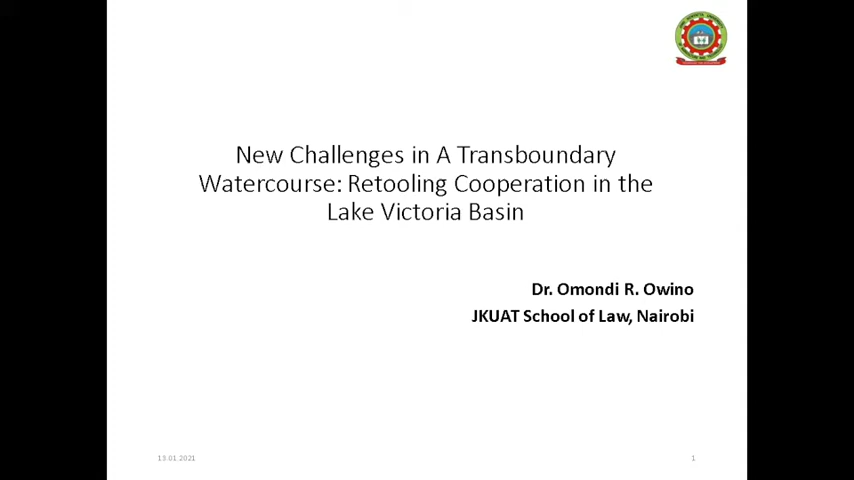 New Challenges in A Transboundary
Watercourse: Retooling Cooperation in the
Lake Victoria Basin
Dr. Omondi R. Owino
JKUAT School of Law, Nairobi
13.01.2021
1